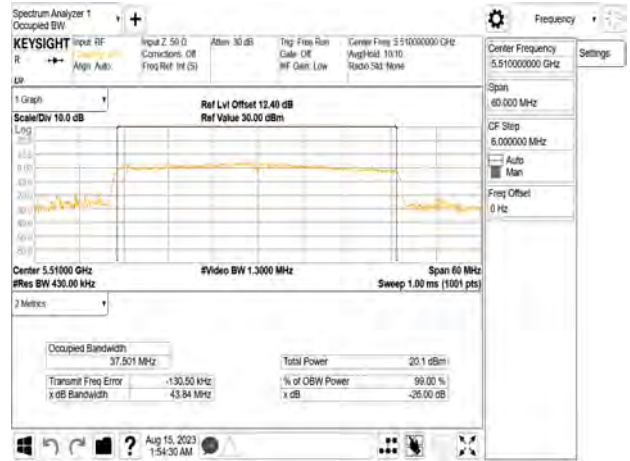 Spectrum Analyzer 1
Occupied BW
Frequency
KEYSIGHT
R
Input: RF
Align: Auto
Input Z: 50 Ω
Corrections: Off
Freq Ref: Int (S)
Atten: 30 dB
Trig: Free Run
Gate: Off
#IF Gain: Low
Center Freq: 5.510000000 GHz
Avg|Hold: 10/10
Radio Std: None
Center Frequency
5.510000000 GHz
Settings
Span
60.000 MHz
CF Step
6.000000 MHz
Auto
Man
Freq Offset
0 Hz
1 Graph
Scale/Div 10.0 dB
Log
Ref Lvl Offset 12.40 dB
Ref Value 30.00 dBm
Center 5.51000 GHz
#Res BW 430.00 kHz
#Video BW 1.3000 MHz
Span 60 MHz
Sweep 1.00 ms (1001 pts)
2 Metrics
Occupied Bandwidth
37.501 MHz
Total Power 20.1 dBm
Transmit Freq Error -130.50 kHz
% of OBW Power 99.00 %
x dB Bandwidth 43.84 MHz
x dB -26.00 dB
Aug 15, 2023
1:54:30 AM